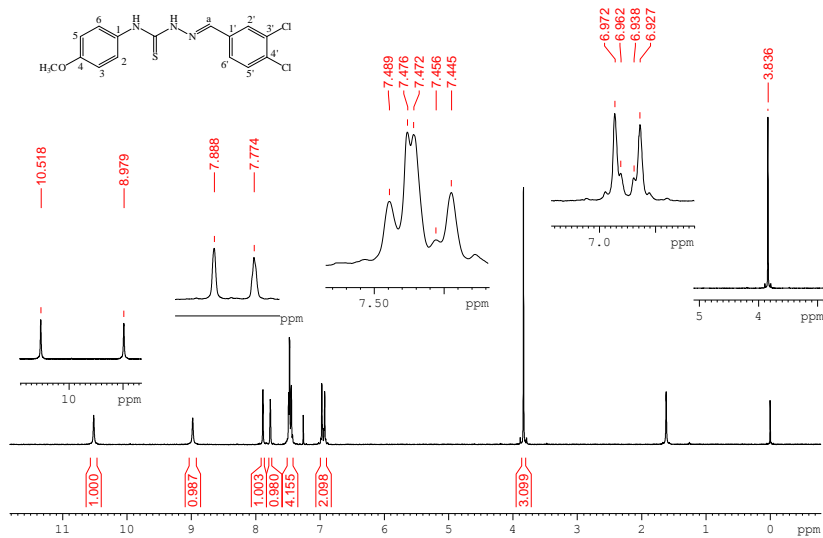 6
H
N
H
N
a
5
1
N
1'
2'
3'
Cl
4
2
S
6'
4'
H₃CO
3
5'
Cl
10.518
8.979
7.888
7.774
7.489
7.476
7.472
7.456
7.445
6.972
6.962
6.938
6.927
3.836
10 ppm
ppm
7.50 ppm
7.0 ppm
5 4 ppm
1.000
0.987
1.003
0.980
4.155
2.098
3.099
11 10 9 8 7 6 5 4 3 2 1 0 ppm